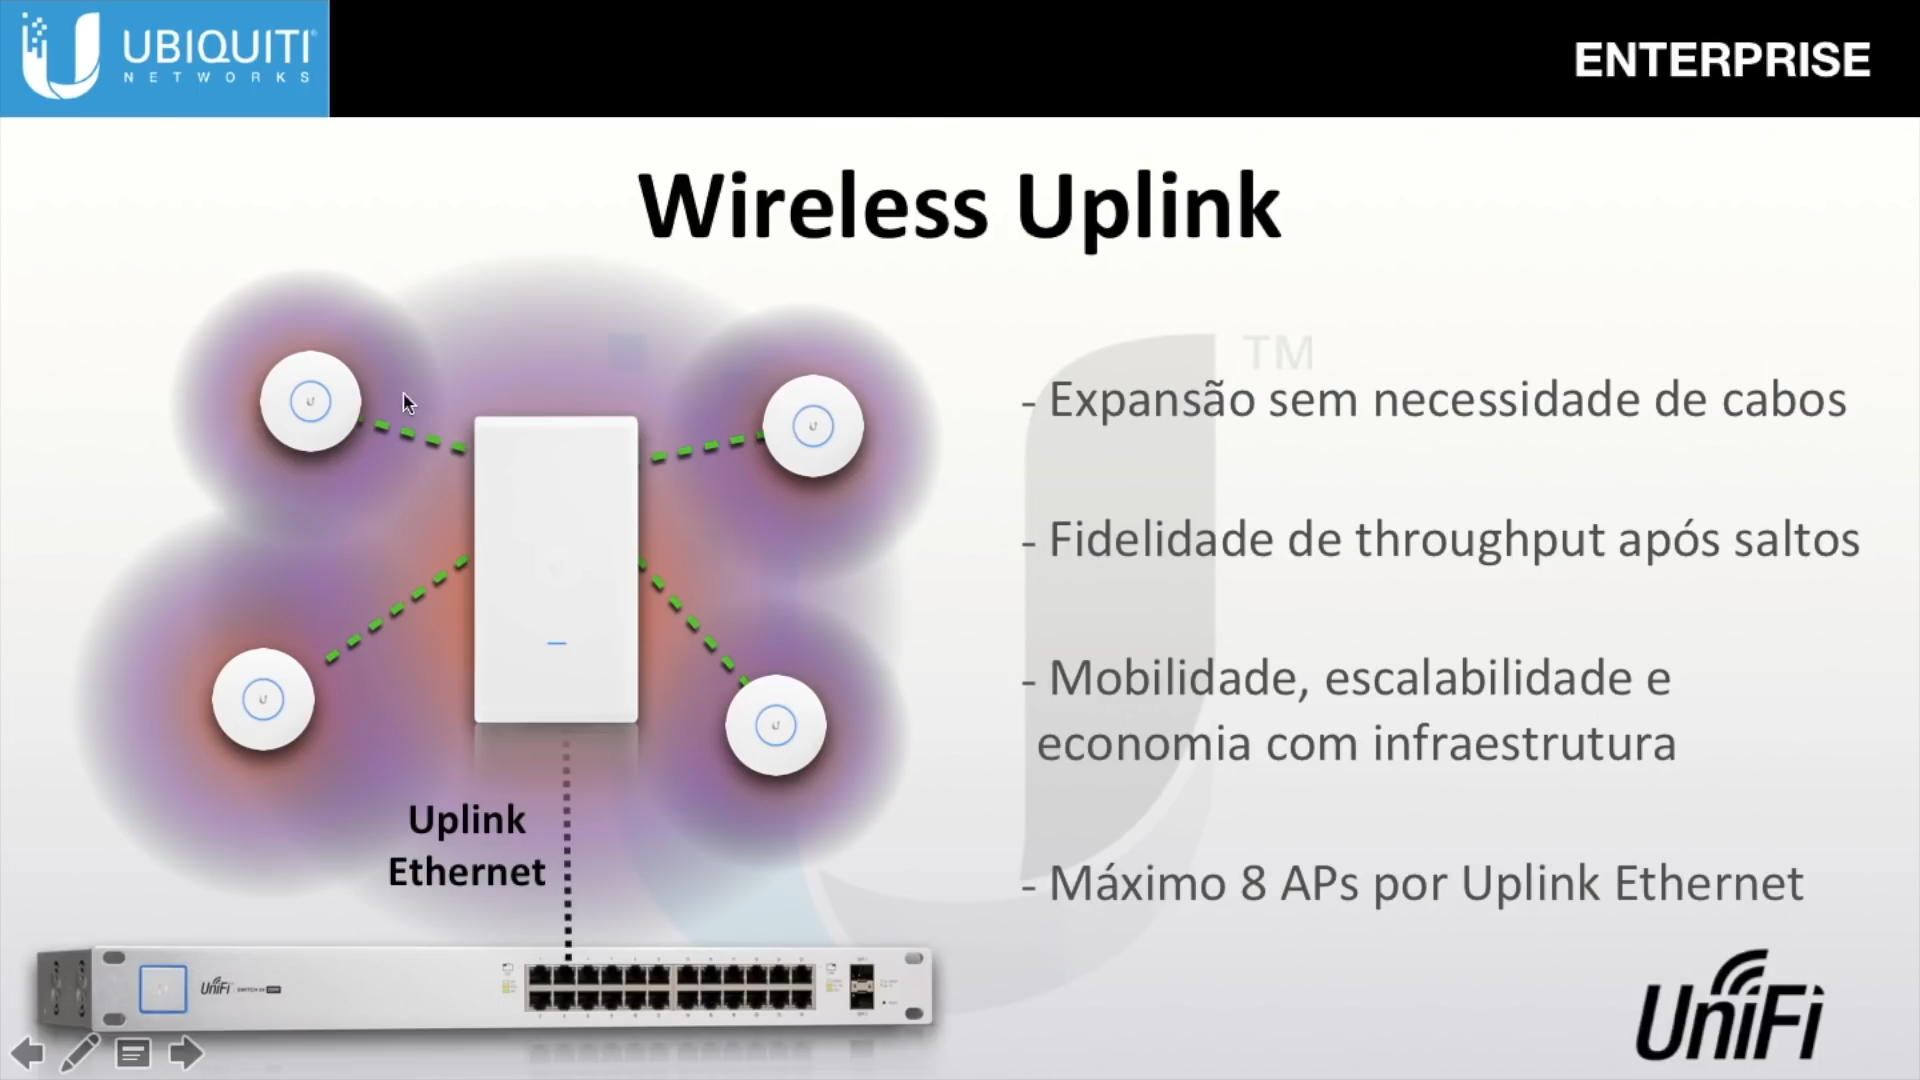 UBIQUITI
NETWORKS
ENTERPRISE
Wireless Uplink
TM
- Expansão sem necessidade de cabos
- Fidelidade de throughput após saltos
- Mobilidade, escalabilidade e
economia com infraestrutura
- Máximo 8 APs por Uplink Ethernet
Uplink
Ethernet
UniFi
UniFi